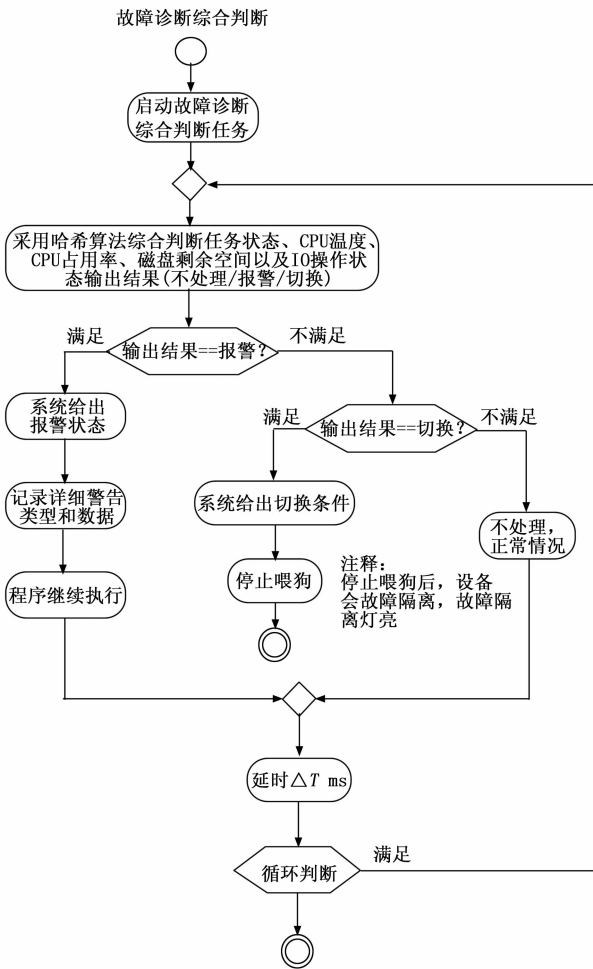 故障诊断综合判断
启动故障诊断
综合判断任务
采用哈希算法综合判断任务状态、CPU温度、
CPU占用率、磁盘剩余空间以及IO操作状
态输出结果(不处理/报警/切换)
满足
输出结果==报警?
不满足
系统给出
报警状态
满足
输出结果==切换?
不满足
记录详细警告
类型和数据
系统给出切换条件
不处理，
正常情况
程序继续执行
停止喂狗
注释：
停止喂狗后，设备
会故障隔离，故障隔
离灯亮
延时△T ms
循环判断
满足